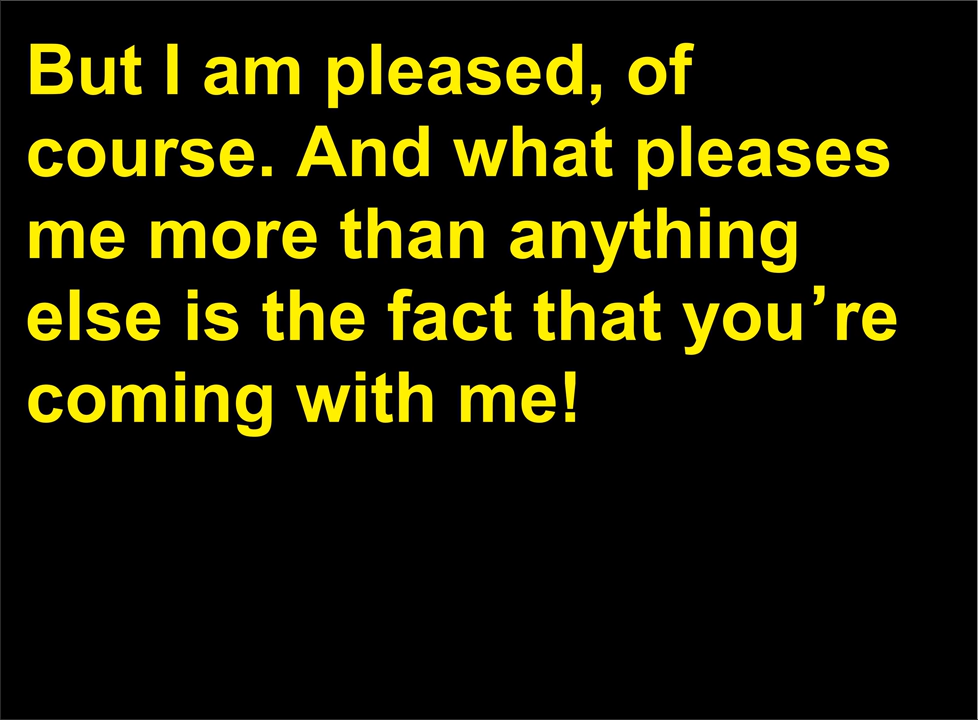 But I am pleased, of
course. And what pleases
me more than anything
else is the fact that you’re
coming with me!